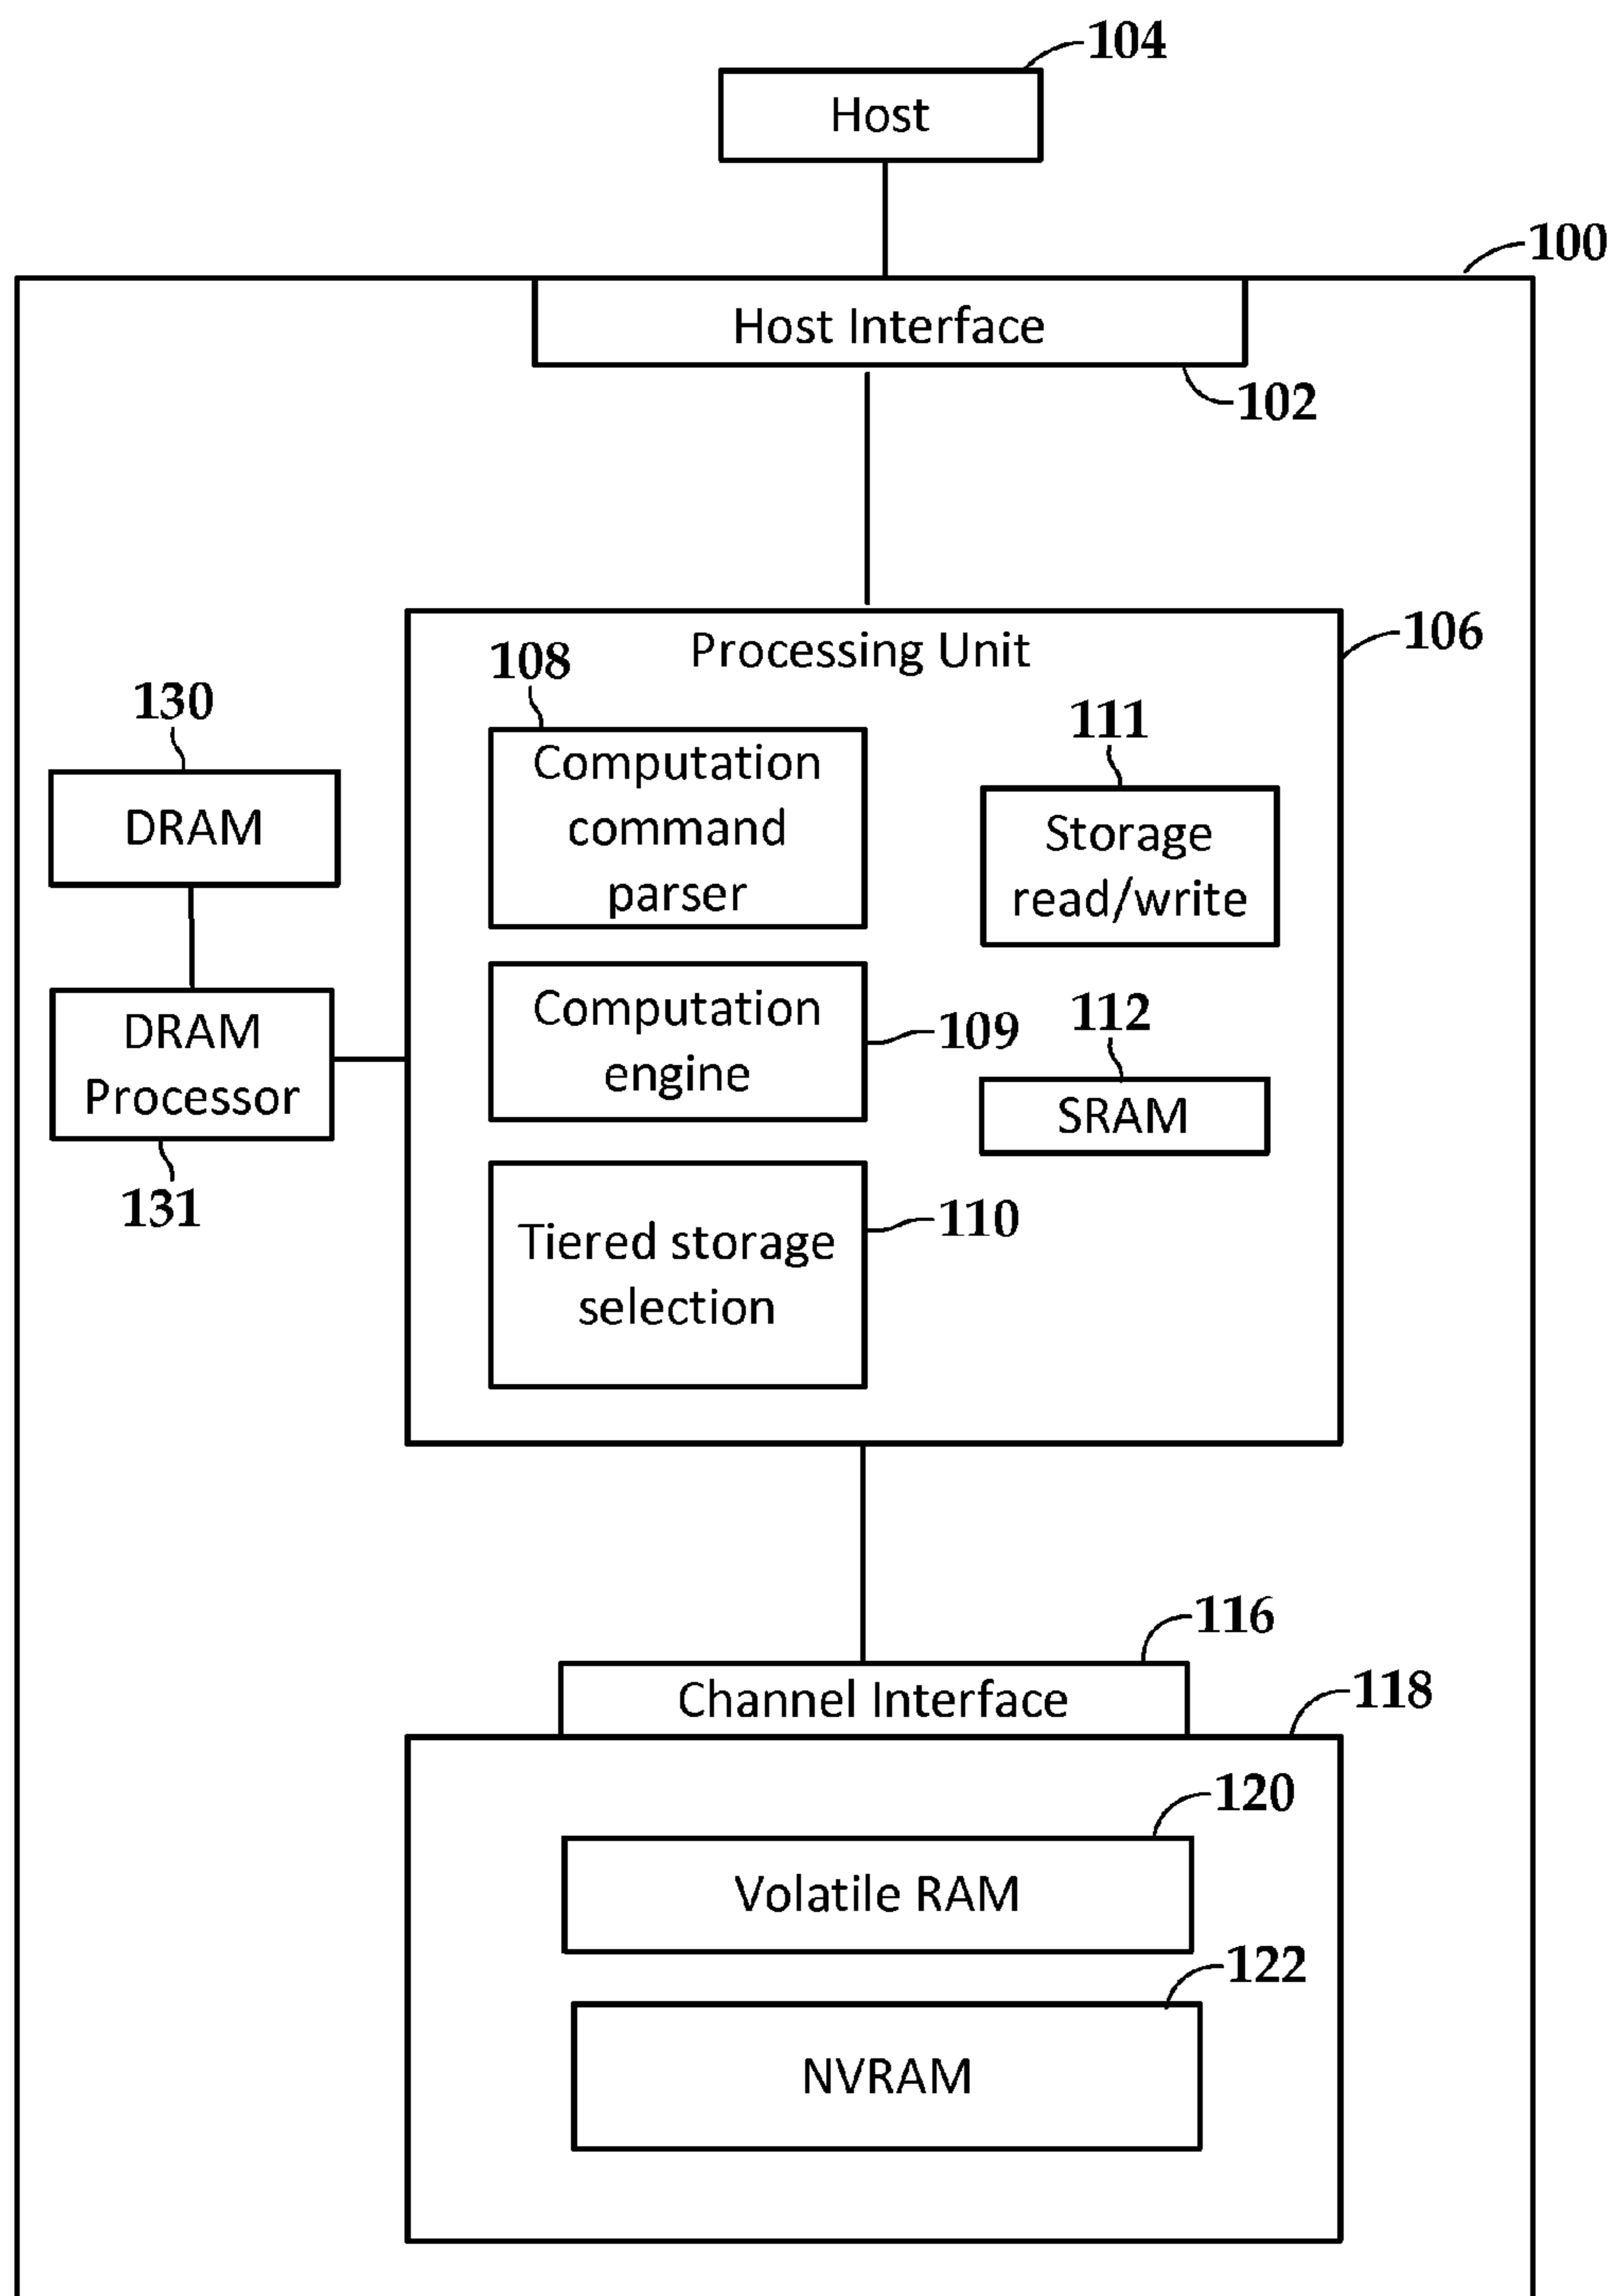 104
Host
100
Host Interface
102
Processing Unit
106
108
Computation
command
parser
111
Storage
read/write
130
DRAM
DRAM
Processor
131
Computation
engine
109
112
SRAM
Tiered storage
selection
110
116
Channel Interface
118
120
Volatile RAM
122
NVRAM